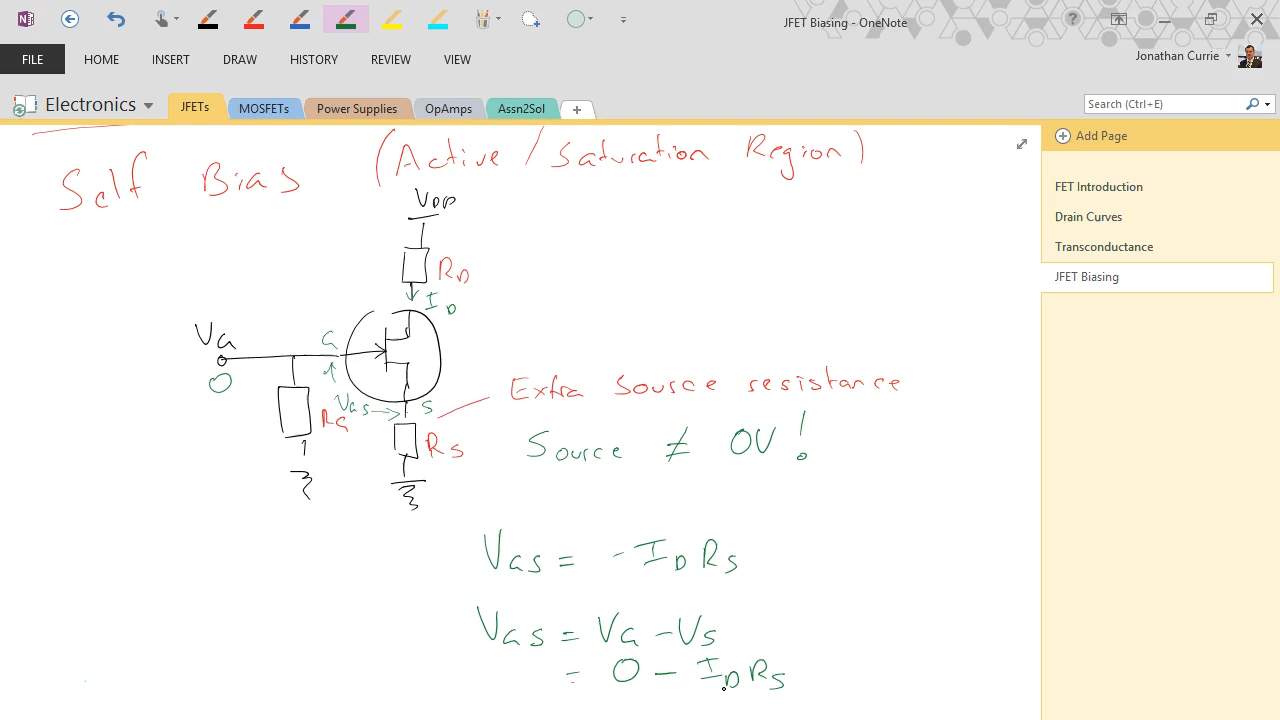 JFET Biasing - OneNote
FILE
HOME
INSERT
DRAW
HISTORY
REVIEW
VIEW
Jonathan Currie
Electronics
JFETs
MOSFETs
Power Supplies
OpAmps
Assn2Sol
Search (Ctrl+E)
Add Page
FET Introduction
Drain Curves
Transconductance
JFET Biasing
Self Bias (Active / Saturation Region)
VDD
RD
ID
VG
G
0
VGS
S
RG
RS
Extra Source resistance
Source ≠ 0V!
VGS = -IDRS
VGS = VG - VS
= 0 - IDRS